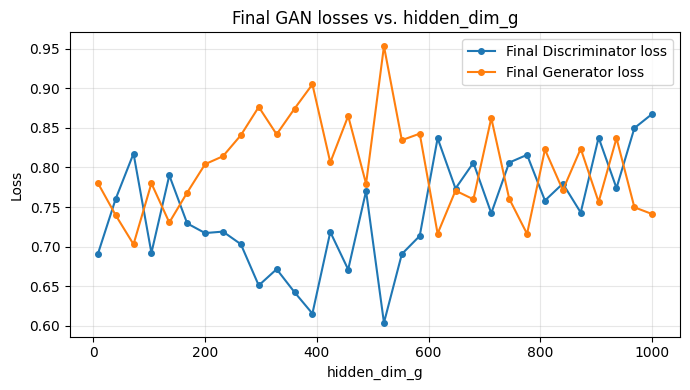 Final GAN losses vs. hidden_dim_g
Final Discriminator loss
Final Generator loss
Loss
0.95
0.90
0.85
0.80
0.75
0.70
0.65
0.60
0 200 400 600 800 1000
hidden_dim_g